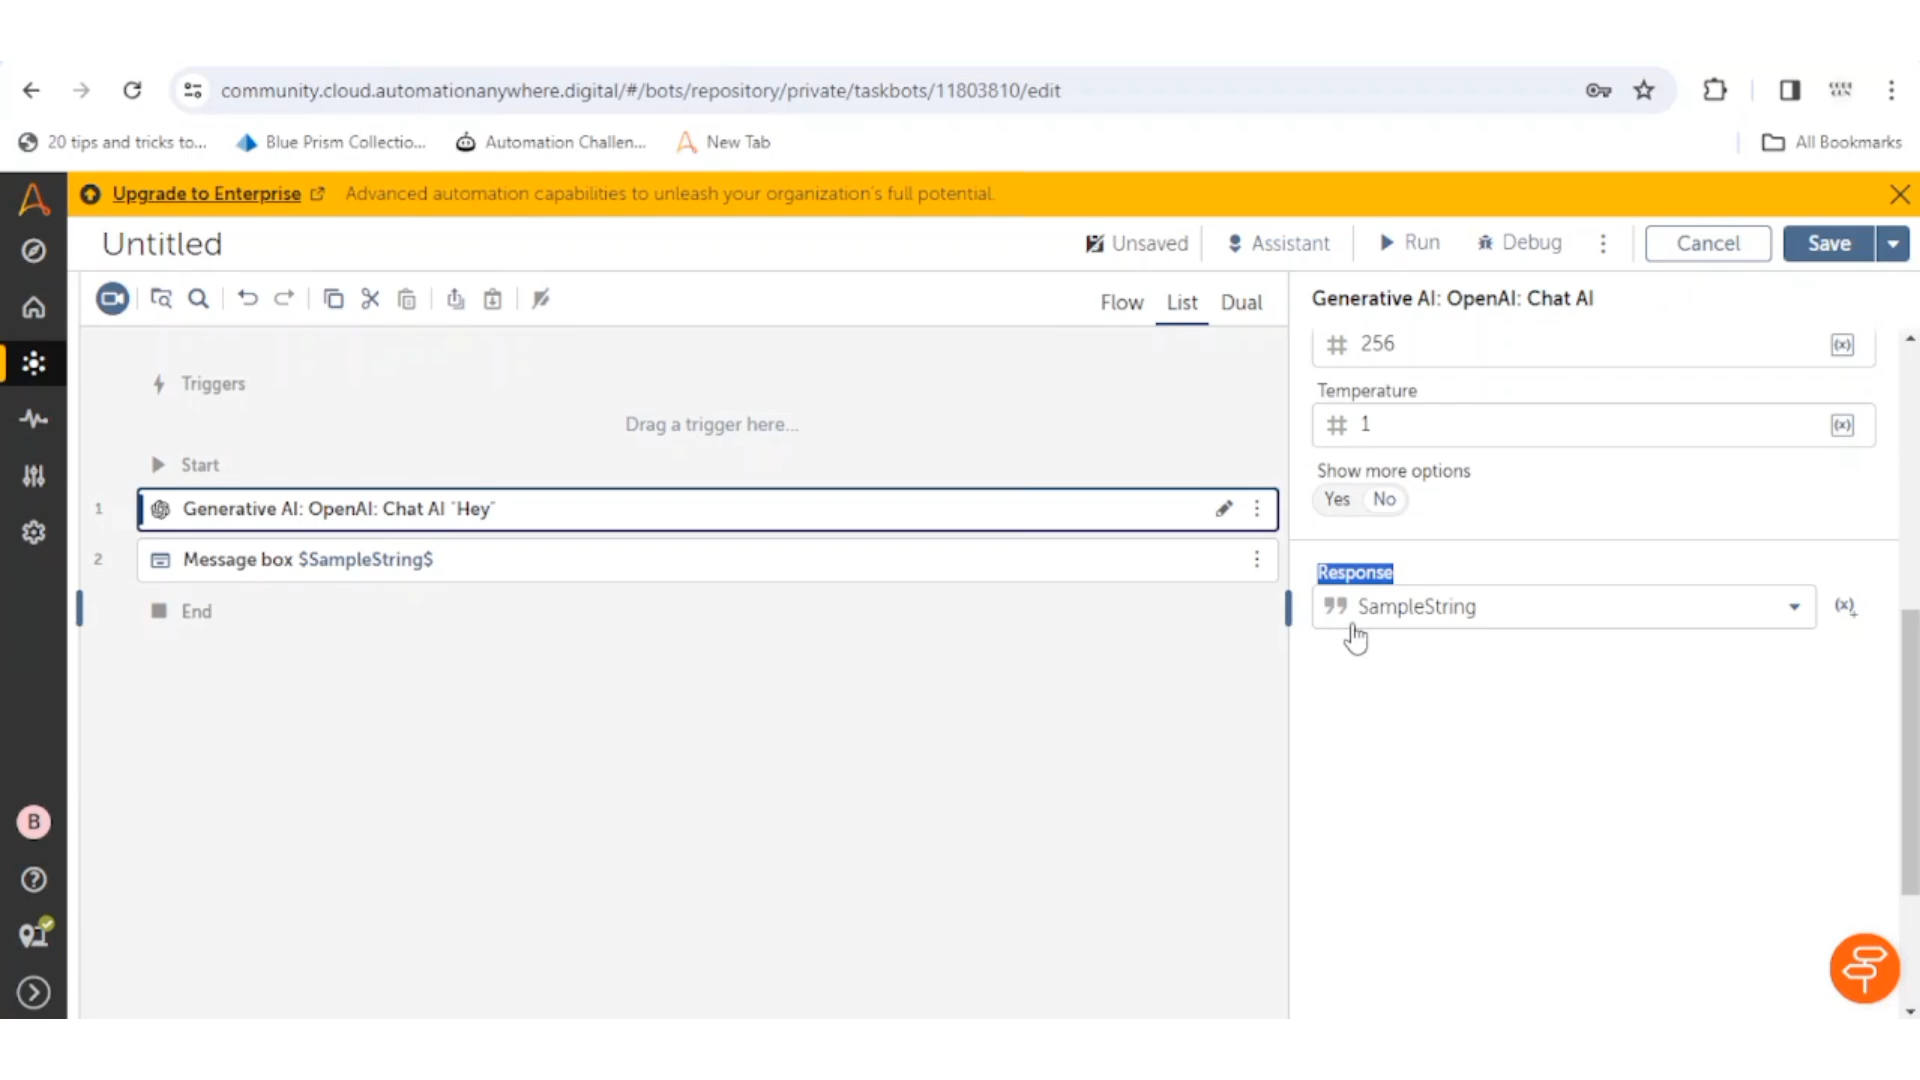 community.cloud.automationanywhere.digital/#/bots/repository/private/taskbots/11803810/edit
20 tips and tricks to...
Blue Prism Collectio...
Automation Challen...
New Tab
All Bookmarks
Upgrade to Enterprise
Advanced automation capabilities to unleash your organization's full potential.
Untitled
Unsaved
Assistant
Run
Debug
Cancel
Save
Flow
List
Dual
Generative AI: OpenAI: Chat AI
256
Triggers
Drag a trigger here...
Temperature
1
Start
Show more options
Yes
No
1
Generative AI: OpenAI: Chat AI "Hey"
2
Message box $SampleString$
End
Response
SampleString
B